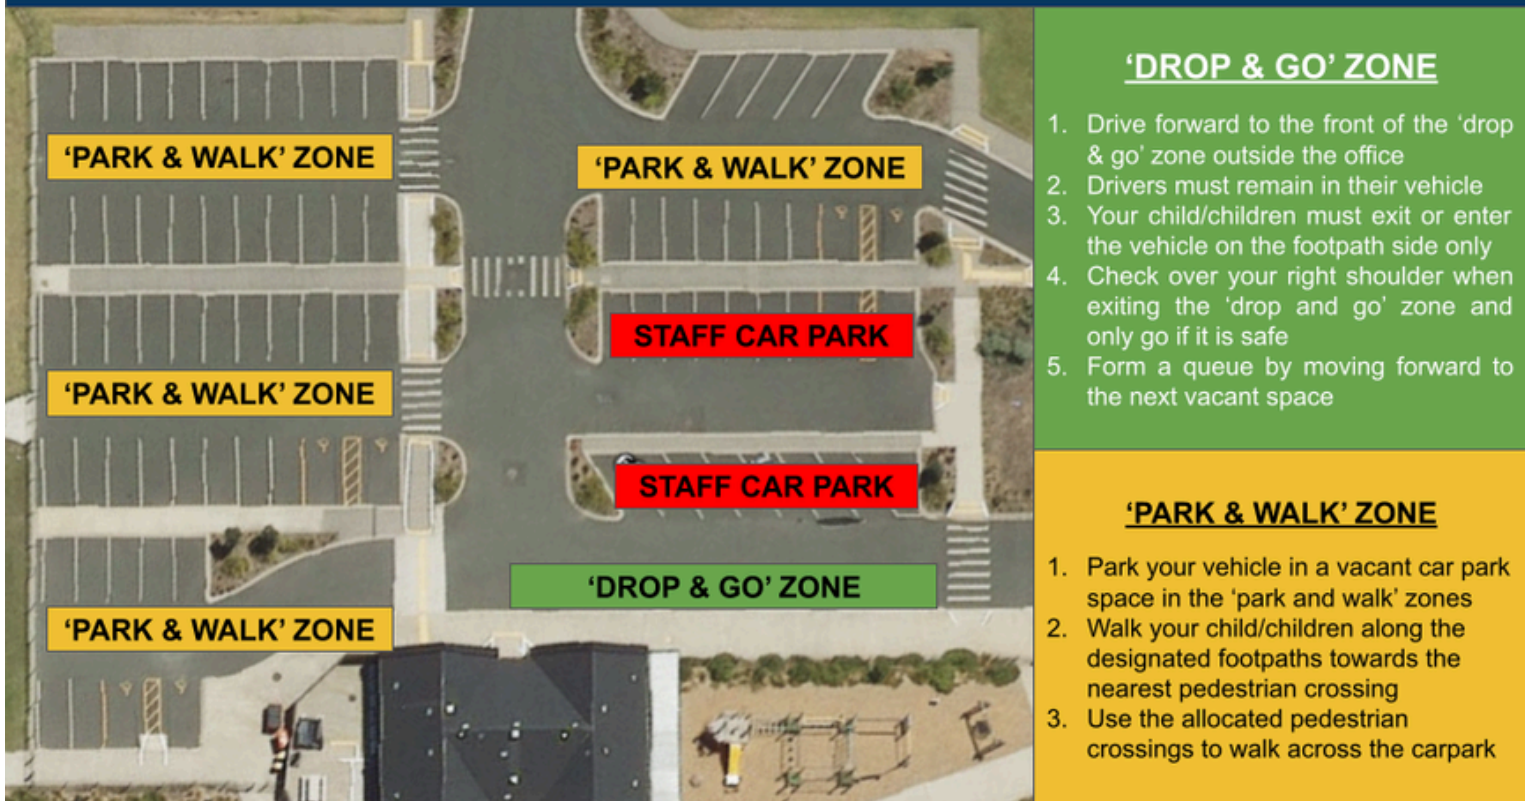 'PARK & WALK' ZONE
'PARK & WALK' ZONE
STAFF CAR PARK
'PARK & WALK' ZONE
STAFF CAR PARK
'DROP & GO' ZONE
'PARK & WALK' ZONE
'DROP & GO' ZONE
1. Drive forward to the front of the 'drop
& go' zone outside the office
2. Drivers must remain in their vehicle
3. Your child/children must exit or enter
the vehicle on the footpath side only
4. Check over your right shoulder when
exiting the 'drop and go' zone and
only go if it is safe
5. Form a queue by moving forward to
the next vacant space
'PARK & WALK' ZONE
1. Park your vehicle in a vacant car park
space in the 'park and walk' zones
2. Walk your child/children along the
designated footpaths towards the
nearest pedestrian crossing
3. Use the allocated pedestrian
crossings to walk across the carpark